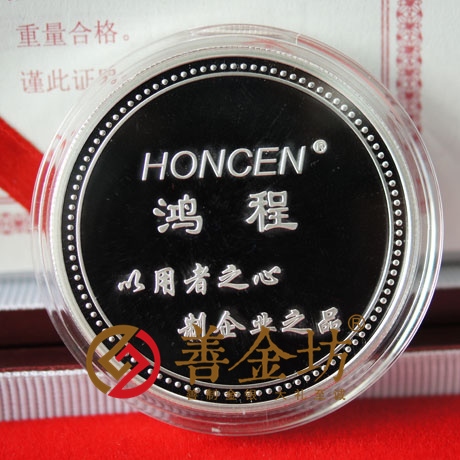 重量合格。
谨此证明
HONCEN®
鸿程
以用者之心
制企业之品
善金坊®